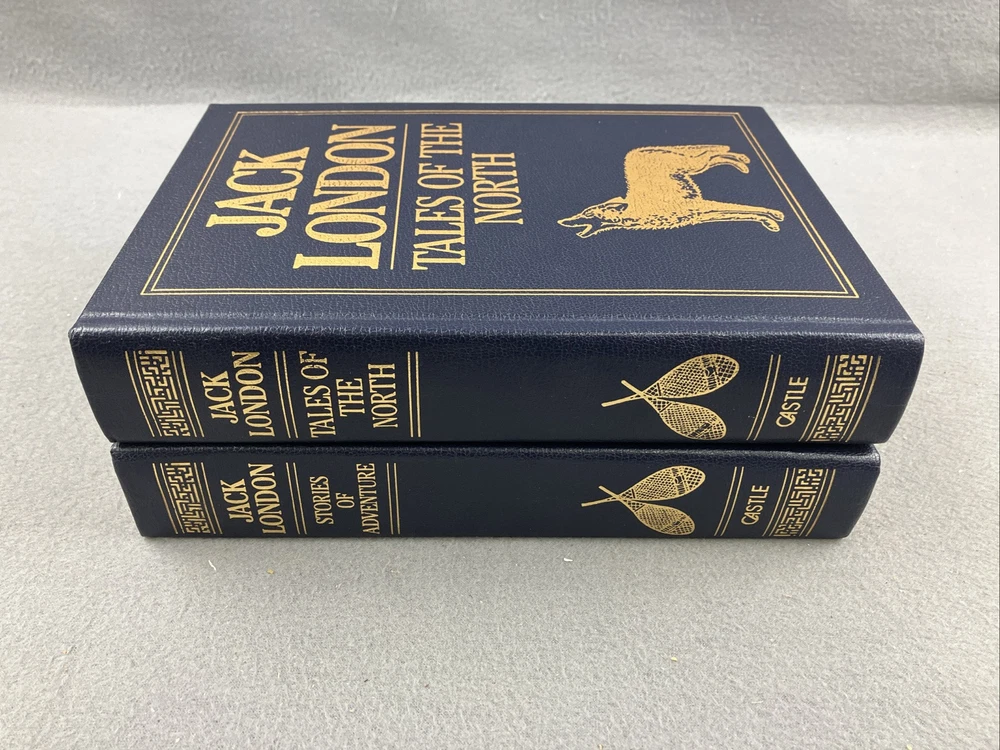 JACK
LONDON
TALES OF THE
NORTH
JACK
LONDON
TALES OF
THE
NORTH
CASTLE
JACK
LONDON
STORIES
OF
ADVENTURE
CASTLE